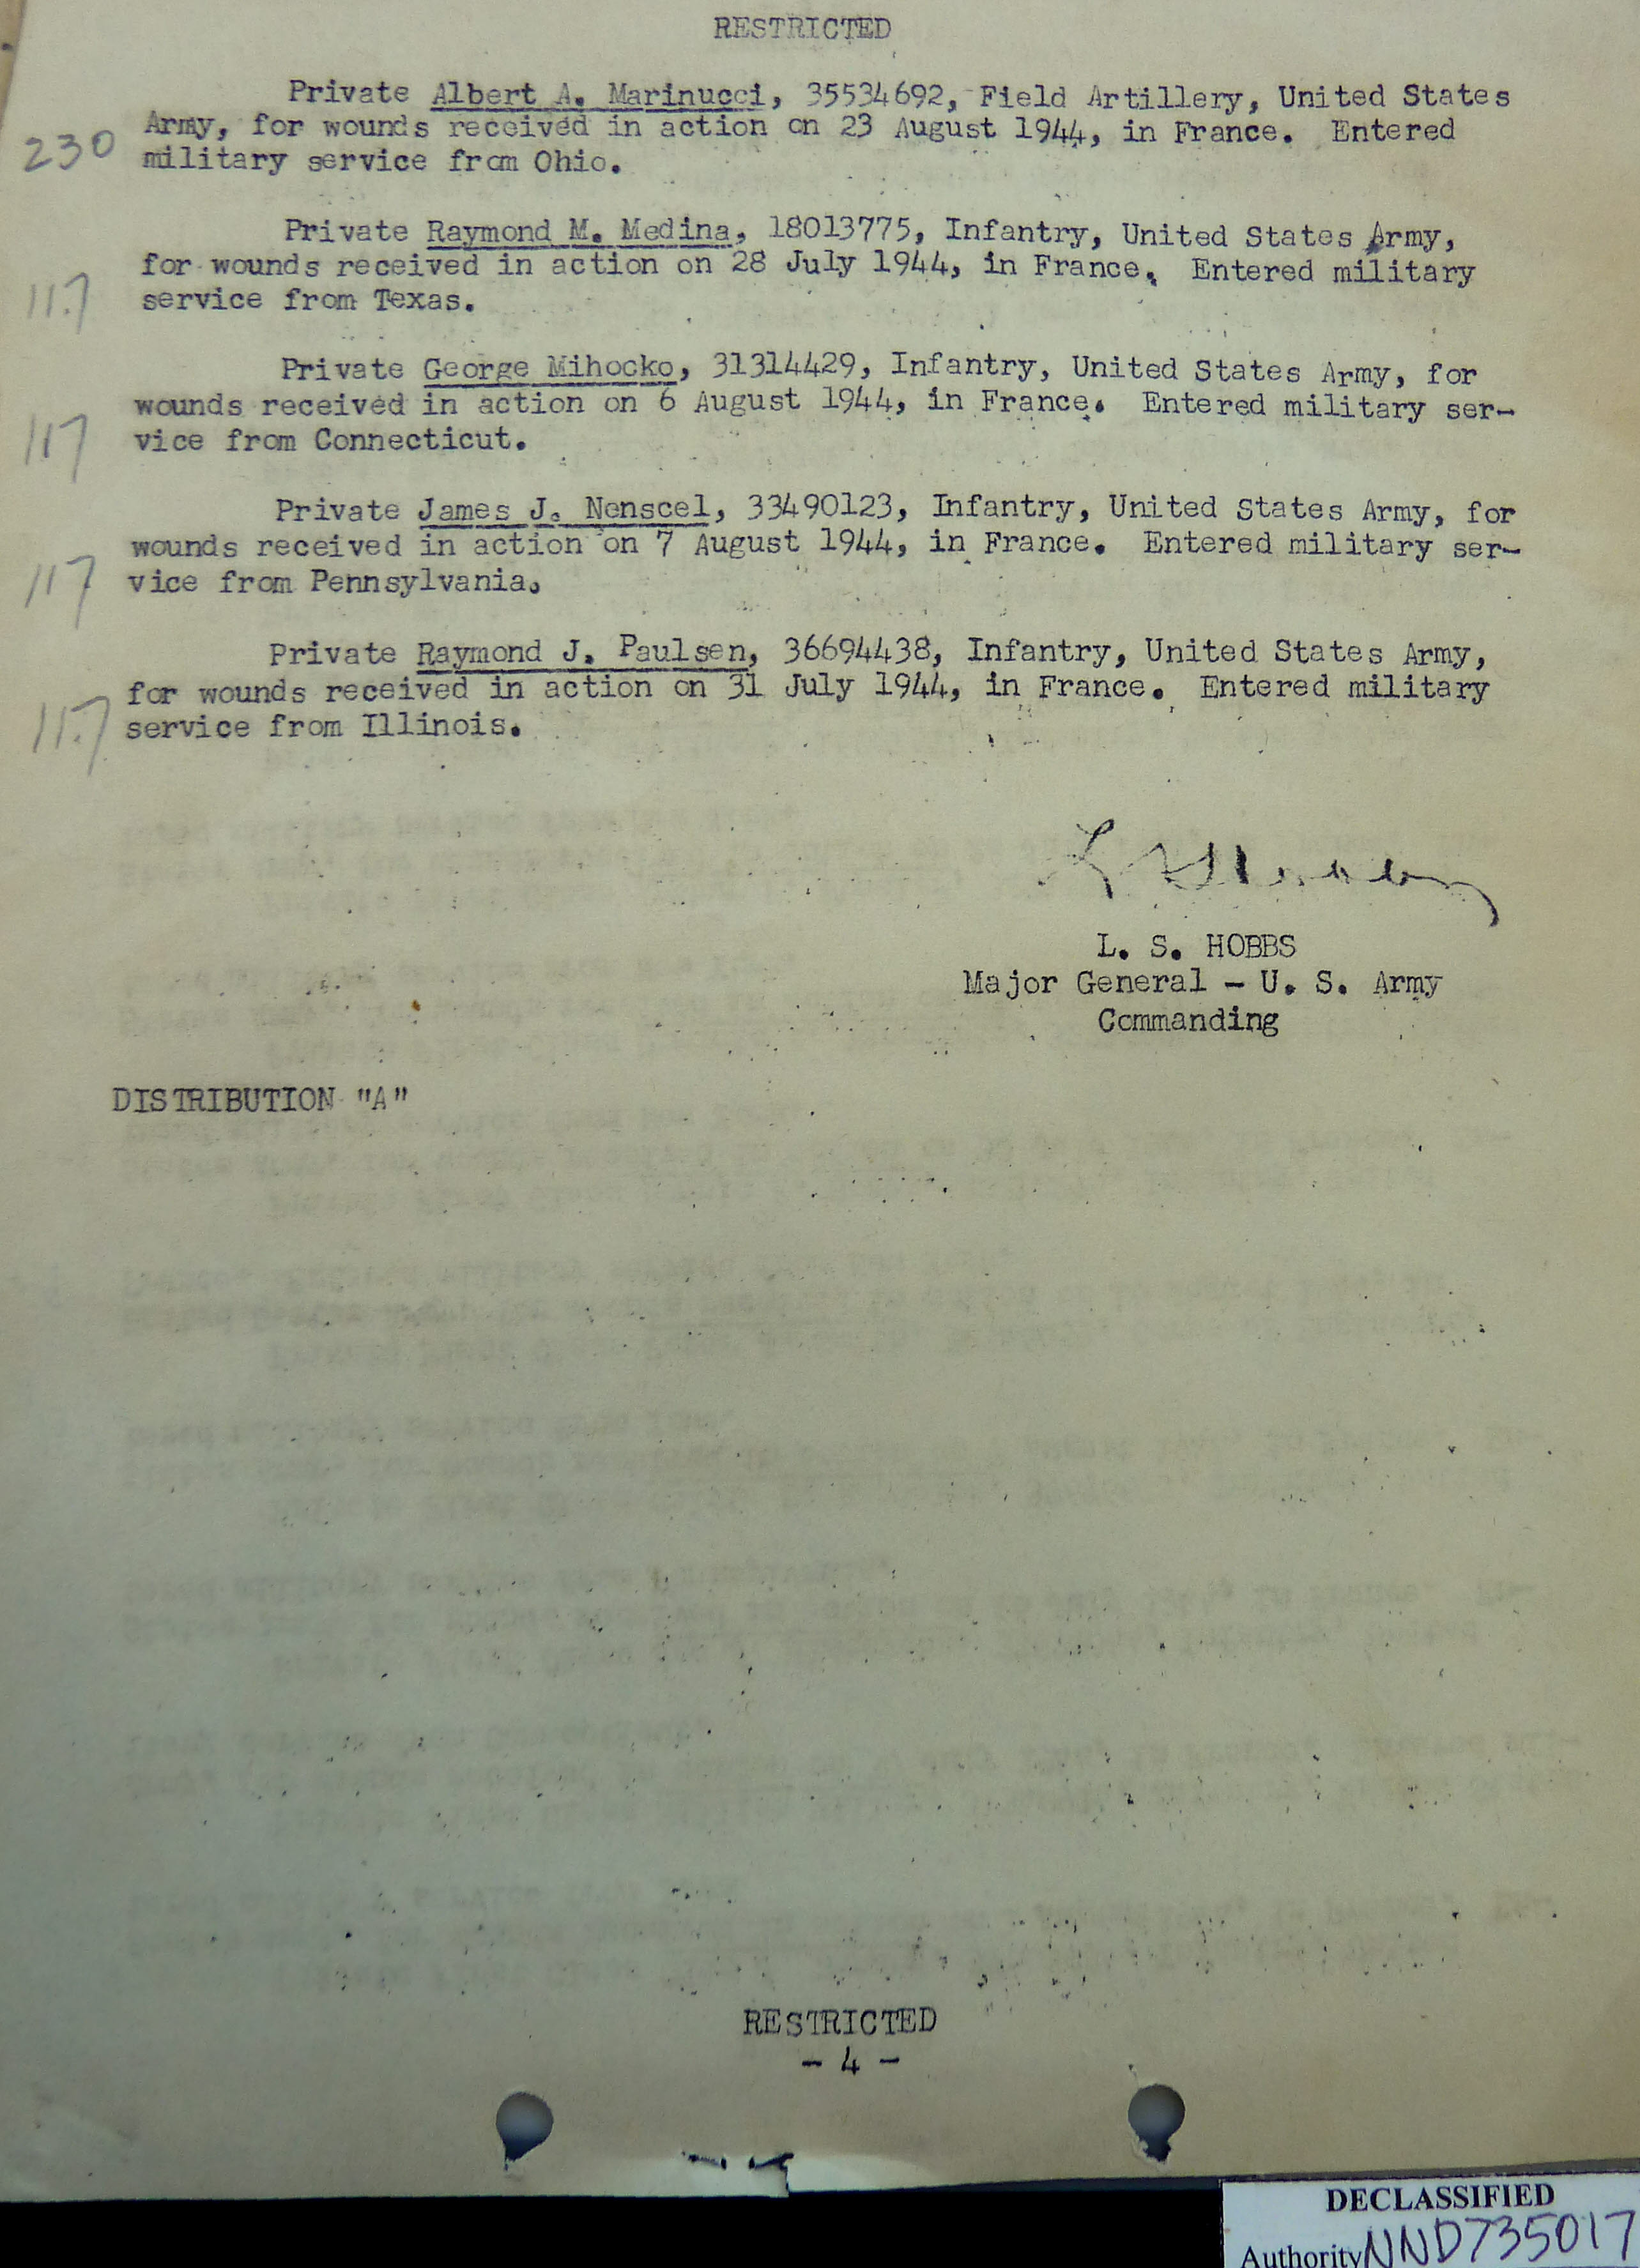 RESTRICTED
Private Albert A. Marinucci, 35534692, Field Artillery, United States
Army, for wounds received in action on 23 August 1944, in France. Entered
230
military service from Ohio.
Private Raymond M. Medina, 18013775, Infantry, United States Army,
for wounds received in action on 28 July 1944, in France. Entered military
117
service from Texas.
Private George Mihocko, 31314429, Infantry, United States Army, for
wounds received in action on 6 August 1944, in France. Entered military ser-
117
vice from Connecticut.
Private James J. Nenscel, 33490123, Infantry, United States Army, for
wounds received in action on 7 August 1944, in France. Entered military ser-
117
vice from Pennsylvania.
Private Raymond J. Paulsen, 36694438, Infantry, United States Army,
for wounds received in action on 31 July 1944, in France. Entered military
117
service from Illinois.
L. S. HOBBS
Major General - U. S. Army
Commanding
DISTRIBUTION "A"
RESTRICTED
- 4 -
DECLASSIFIED
Authority NND735017